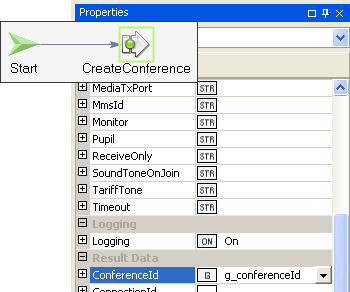 Properties
Start
CreateConference
MediaTxPort STR
MmsId STR
Monitor STR
Pupil STR
ReceiveOnly STR
SoundToneOnJoin STR
TariffTone STR
Timeout STR
Logging
Logging ON On
Result Data
ConferenceId G g_conferenceId
ConnectionId